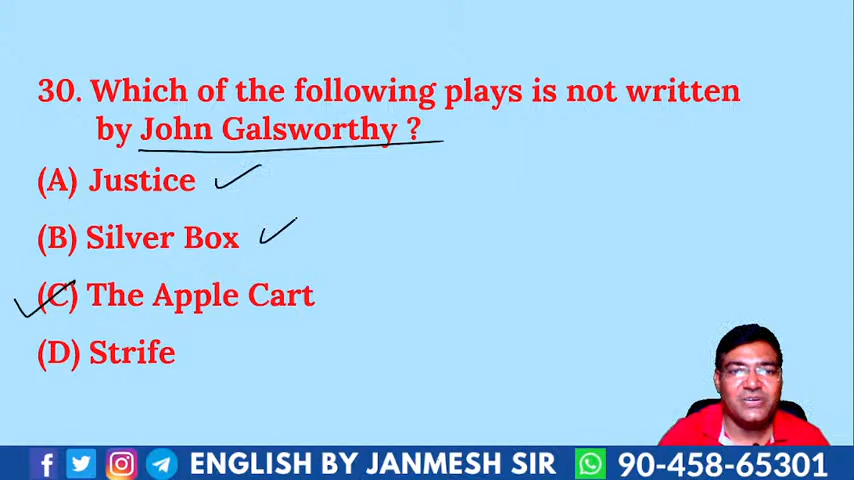 30. Which of the following plays is not written
by John Galsworthy ?
(A) Justice
(B) Silver Box
(C) The Apple Cart
(D) Strife
ENGLISH BY JANMESH SIR 90-458-65301